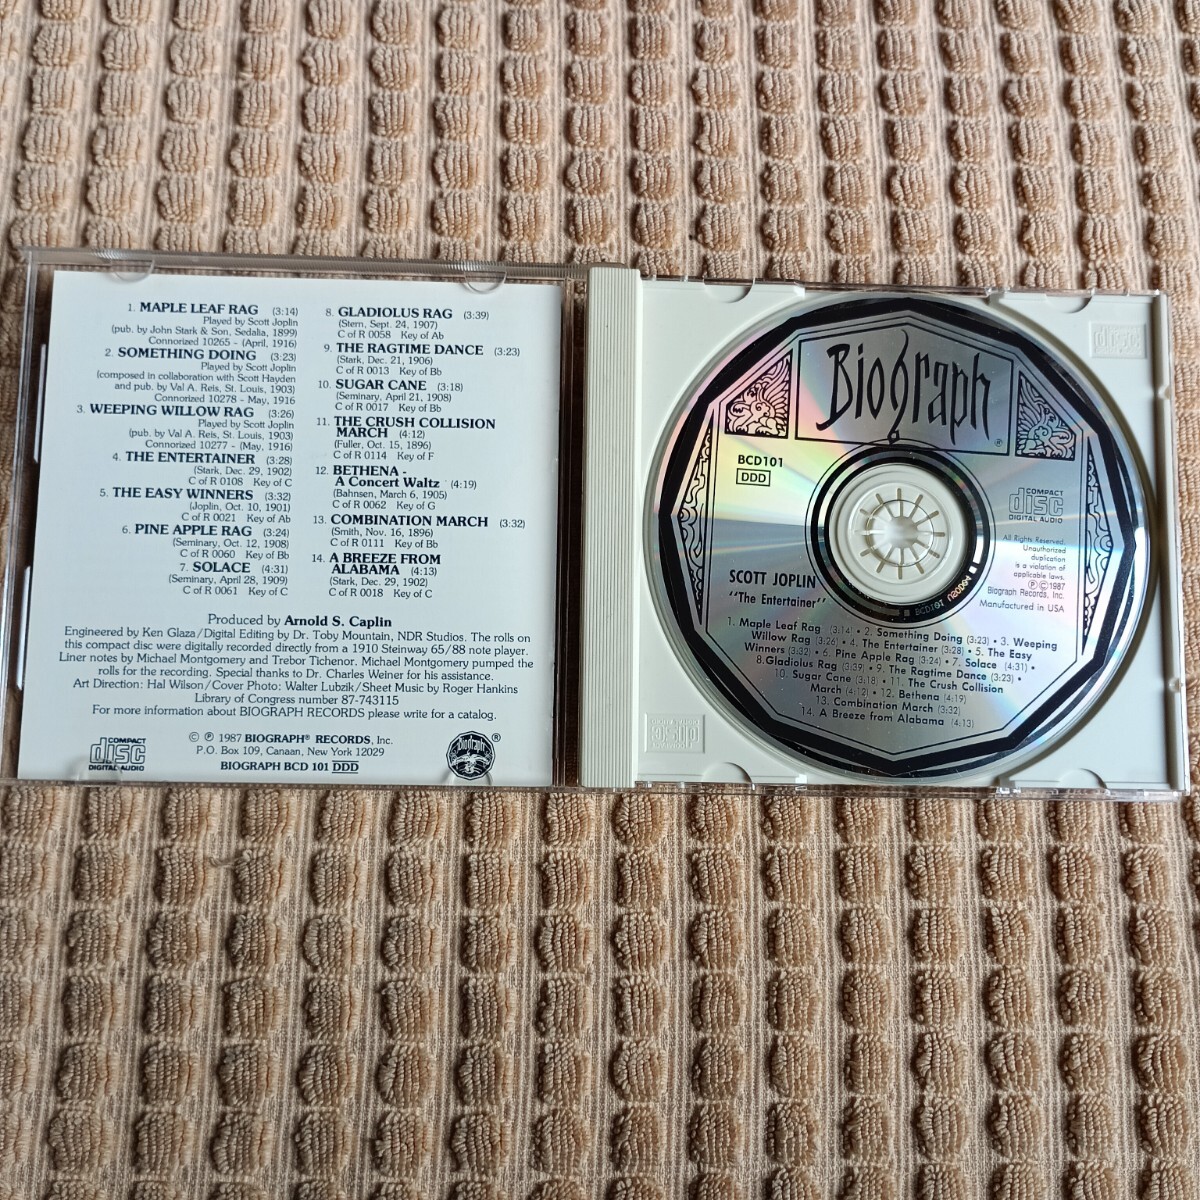 1. MAPLE LEAF RAG (3:14)
Played by Scott Joplin
(pub. by John Stark & Son, Sedalia, 1899)
Connorized 10265 - (April, 1916)
2. SOMETHING DOING (3:23)
Played by Scott Joplin
(composed in collaboration with Scott Hayden
and pub. by Val A. Reis, St. Louis, 1903)
Connorized 10278 - May, 1916
3. WEEPING WILLOW RAG (3:26)
Played by Scott Joplin
(pub. by Val A. Reis, St. Louis, 1903)
Connorized 10277 - (May, 1916)
4. THE ENTERTAINER (3:28)
(Stark, Dec. 29, 1902)
C of R 0108 Key of C
5. THE EASY WINNERS (3:32)
(Joplin, Oct. 10, 1901)
C of R 0021 Key of Ab
6. PINE APPLE RAG (3:24)
(Seminary, Oct. 12, 1908)
C of R 0060 Key of Bb
7. SOLACE (4:31)
(Seminary, April 28, 1909)
C of R 0061 Key of C
8. GLADIOLUS RAG (3:39)
(Stern, Sept. 24, 1907)
C of R 0058 Key of Ab
9. THE RAGTIME DANCE (3:23)
(Stark, Dec. 21, 1906)
C of R 0013 Key of Bb
10. SUGAR CANE (3:18)
(Seminary, April 21, 1908)
C of R 0017 Key of Bb
11. THE CRUSH COLLISION
MARCH (4:12)
(Fuller, Oct. 15, 1896)
C of R 0114 Key of F
12. BETHENA -
A Concert Waltz (4:19)
(Bahnsen, March 6, 1905)
C of R 0062 Key of G
13. COMBINATION MARCH (3:32)
(Smith, Nov. 16, 1896)
C of R 0111 Key of Bb
14. A BREEZE FROM
ALABAMA (4:13)
(Stark, Dec. 29, 1902)
C of R 0018 Key of C
Produced by Arnold S. Caplin
Engineered by Ken Glaza/Digital Editing by Dr. Toby Mountain, NDR Studios. The rolls on
this compact disc were digitally recorded directly from a 1910 Steinway 65/88 note player.
Liner notes by Michael Montgomery and Trebor Tichenor. Michael Montgomery pumped the
rolls for the recording. Special thanks to Dr. Charles Weiner for his assistance.
Art Direction: Hal Wilson/Cover Photo: Walter Lubzik/Sheet Music by Roger Hankins
Library of Congress number 87-743115
For more information about BIOGRAPH RECORDS please write for a catalog.
COMPACT
disc
DIGITAL AUDIO
© ℗ 1987 BIOGRAPH® RECORDS, Inc.
P.O. Box 109, Canaan, New York 12029
BIOGRAPH BCD 101 DDD
Biograph ®
Biograph ®
BCD101
DDD
COMPACT
disc
DIGITAL AUDIO
All Rights Reserved.
Unauthorized
duplication
is a violation of
applicable laws.
℗ © 1987
Biograph Records, Inc.
Manufactured in USA
SCOTT JOPLIN
"The Entertainer"
1. Maple Leaf Rag (3:14) • 2. Something Doing (3:23) • 3. Weeping
Willow Rag (3:26) • 4. The Entertainer (3:28) • 5. The Easy
Winners (3:32) • 6. Pine Apple Rag (3:24) • 7. Solace (4:31) •
8. Gladiolus Rag (3:39) • 9. The Ragtime Dance (3:23) •
10. Sugar Cane (3:18) • 11. The Crush Collision
March (4:12) • 12. Bethena (4:19)
13. Combination March (3:32)
14. A Breeze from Alabama (4:13)